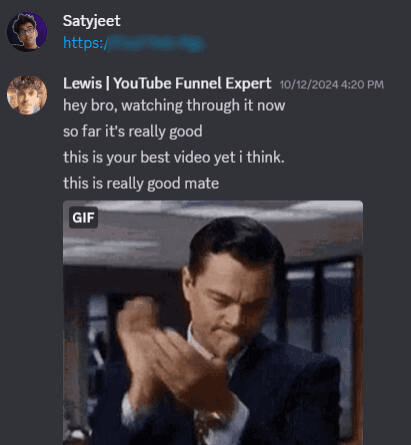 Satyjeet
https:/
Lewis | YouTube Funnel Expert 10/12/2024 4:20 PM
hey bro, watching through it now
so far it's really good
this is your best video yet i think.
this is really good mate
GIF